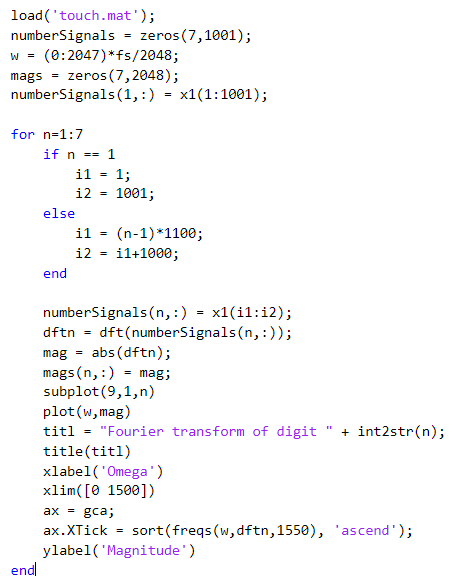 load('touch.mat');
numberSignals = zeros(7,1001);
w = (0:2047)*fs/2048;
mags = zeros(7,2048);
numberSignals(1,:) = x1(1:1001);

for n=1:7
    if n == 1
        i1 = 1;
        i2 = 1001;
    else
        i1 = (n-1)*1100;
        i2 = i1+1000;
    end

    numberSignals(n,:) = x1(i1:i2);
    dftn = dft(numberSignals(n,:));
    mag = abs(dftn);
    mags(n,:) = mag;
    subplot(9,1,n)
    plot(w,mag)
    titl = "Fourier transform of digit " + int2str(n);
    title(titl)
    xlabel('Omega')
    xlim([0 1500])
    ax = gca;
    ax.XTick = sort(freqs(w,dftn,1550), 'ascend');
    ylabel('Magnitude')
end